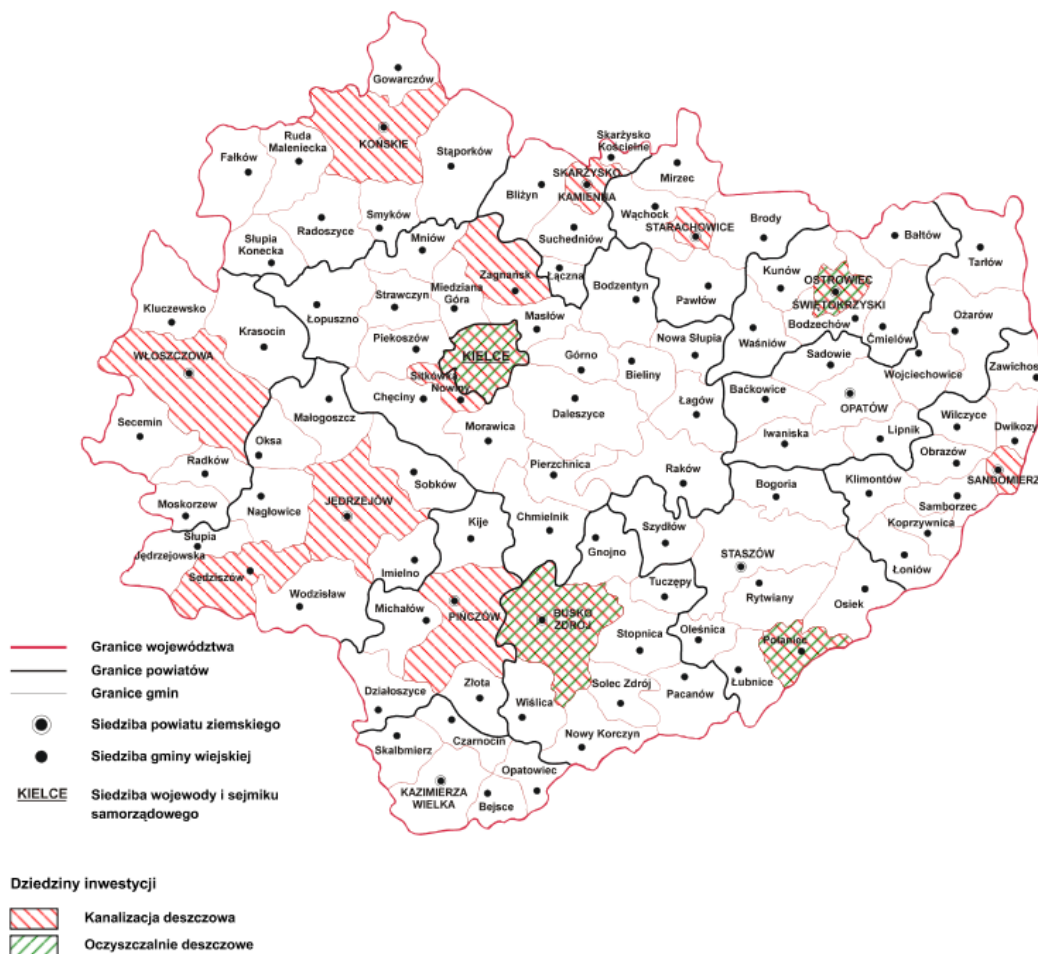 Gowarczów
KOŃSKIE
Ruda
Maleniecka
Fałków
Stąporków
Skarżysko
Kościelne
SKARŻYSKO
KAMIENNA
Mirzec
Bliżyn
Wąchock
STARACHOWICE
Brody
Bałtów
Smyków
Radoszyce
Słupia
Konecka
Mniów
Suchedniów
Łączna
Zagnańsk
Bodzentyn
Pawłów
Kunów
OSTROWIEC
ŚWIĘTOKRZYSKI
Bodzechów
Ćmielów
Tarłów
Ożarów
Kluczewsko
Krasocin
Łopuszno
Strawczyn
Miedziana
Góra
Masłów
Piekoszów
KIELCE
Górno
Bieliny
Nowa Słupia
Waśniów
Sadowie
Wojciechowice
Zawichos
WŁOSZCZOWA
Sitkówka
Nowiny
Chęciny
Morawica
Daleszyce
Łagów
Baćkowice
OPATÓW
Iwaniska
Lipnik
Wilczyce
Dwikozy
Obrazów
SANDOMIERZ
Secemin
Małogoszcz
Oksa
Radków
Moskorzew
Nagłowice
JĘDRZEJÓW
Sobków
Pierzchnica
Raków
Bogoria
Klimontów
Samborzec
Koprzywnica
Łoniów
Kije
Chmielnik
Gnojno
Szydłów
STASZÓW
Słupia
Jędrzejowska
Sędziszów
Imielno
Wodzisław
Michałów
PIŃCZÓW
BUSKO
ZDRÓJ
Tuczępy
Rytwiany
Osiek
Stopnica
Oleśnica
Połaniec
Łubnice
Działoszyce
Złota
Wiślica
Solec Zdrój
Pacanów
Nowy Korczyn
Czarnocin
Skalbmierz
Opatowiec
KAZIMIERZA
WIELKA
Bejsce
Granice województwa
Granice powiatów
Granice gmin
Siedziba powiatu ziemskiego
Siedziba gminy wiejskiej
KIELCE Siedziba wojewody i sejmiku
samorządowego
Dziedziny inwestycji
Kanalizacja deszczowa
Oczyszczalnie deszczowe